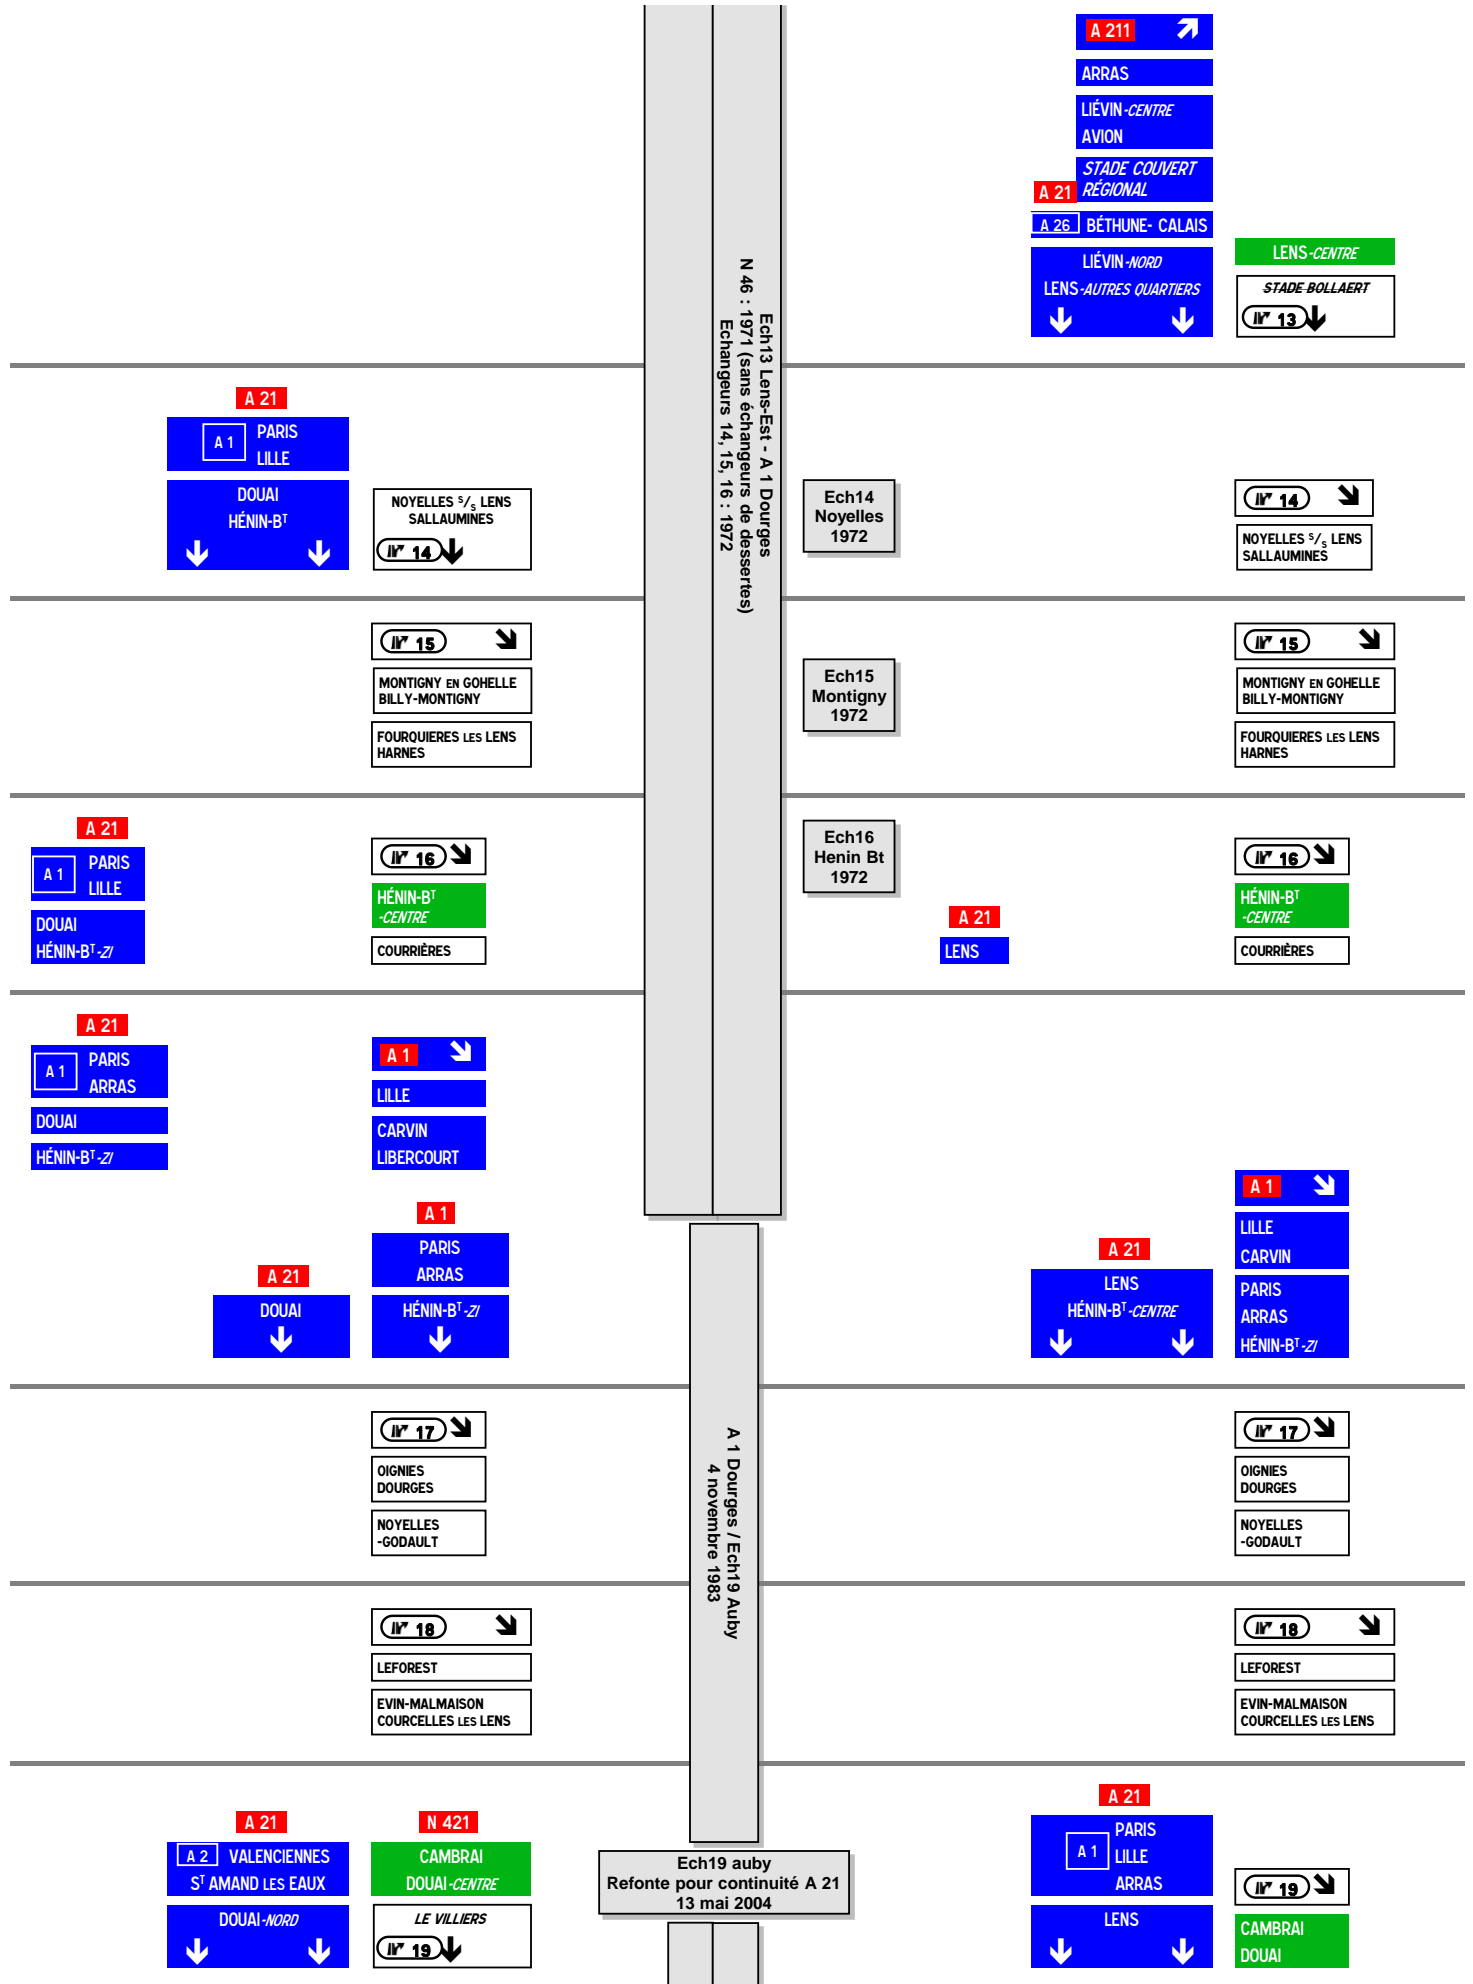 A 211
ARRAS
LIÉVIN-CENTRE
AVION
STADE COUVERT
RÉGIONAL
A 21
A 26 BÉTHUNE- CALAIS
LIÉVIN-NORD
LENS-AUTRES QUARTIERS
LENS-CENTRE
STADE BOLLAERT
13
Ech13 Lens-Est - A 1 Dourges
N 46 : 1971 (sans échangeurs de dessertes)
Echangeurs 14, 15, 16 : 1972
A 21
A 1
PARIS
LILLE
DOUAI
HÉNIN-BT
NOYELLES S/S LENS
SALLAUMINES
14
Ech14
Noyelles
1972
14
NOYELLES S/S LENS
SALLAUMINES
15
MONTIGNY EN GOHELLE
BILLY-MONTIGNY
FOURQUIERES LES LENS
HARNES
Ech15
Montigny
1972
15
MONTIGNY EN GOHELLE
BILLY-MONTIGNY
FOURQUIERES LES LENS
HARNES
A 21
A 1
PARIS
LILLE
DOUAI
HÉNIN-BT-ZI
16
HÉNIN-BT
-CENTRE
COURRIÈRES
Ech16
Henin Bt
1972
A 21
LENS
16
HÉNIN-BT
-CENTRE
COURRIÈRES
A 21
A 1
PARIS
ARRAS
DOUAI
HÉNIN-BT-ZI
A 1
LILLE
CARVIN
LIBERCOURT
A 21
DOUAI
A 1
PARIS
ARRAS
HÉNIN-BT-ZI
A 21
LENS
HÉNIN-BT-CENTRE
A 1
LILLE
CARVIN
PARIS
ARRAS
HÉNIN-BT-ZI
A 1 Dourges / Ech19 Auby
4 novembre 1983
17
OIGNIES
DOURGES
NOYELLES
-GODAULT
17
OIGNIES
DOURGES
NOYELLES
-GODAULT
18
LEFOREST
EVIN-MALMAISON
COURCELLES LES LENS
18
LEFOREST
EVIN-MALMAISON
COURCELLES LES LENS
A 21
A 2 VALENCIENNES
ST AMAND LES EAUX
DOUAI-NORD
N 421
CAMBRAI
DOUAI-CENTRE
LE VILLIERS
19
Ech19 auby
Refonte pour continuité A 21
13 mai 2004
A 21
A 1
PARIS
LILLE
ARRAS
LENS
19
CAMBRAI
DOUAI